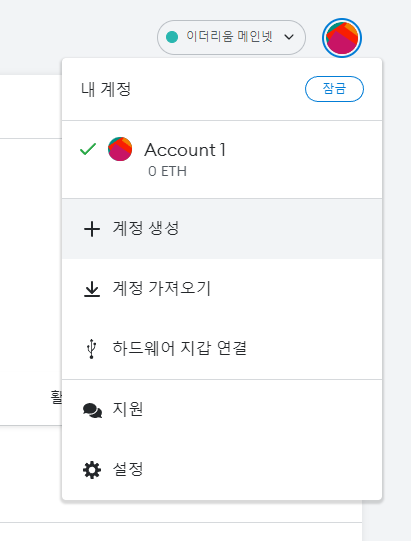 이더리움 메인넷
내 계정
잠금
Account 1
0 ETH
계정 생성
계정 가져오기
하드웨어 지갑 연결
지원
설정